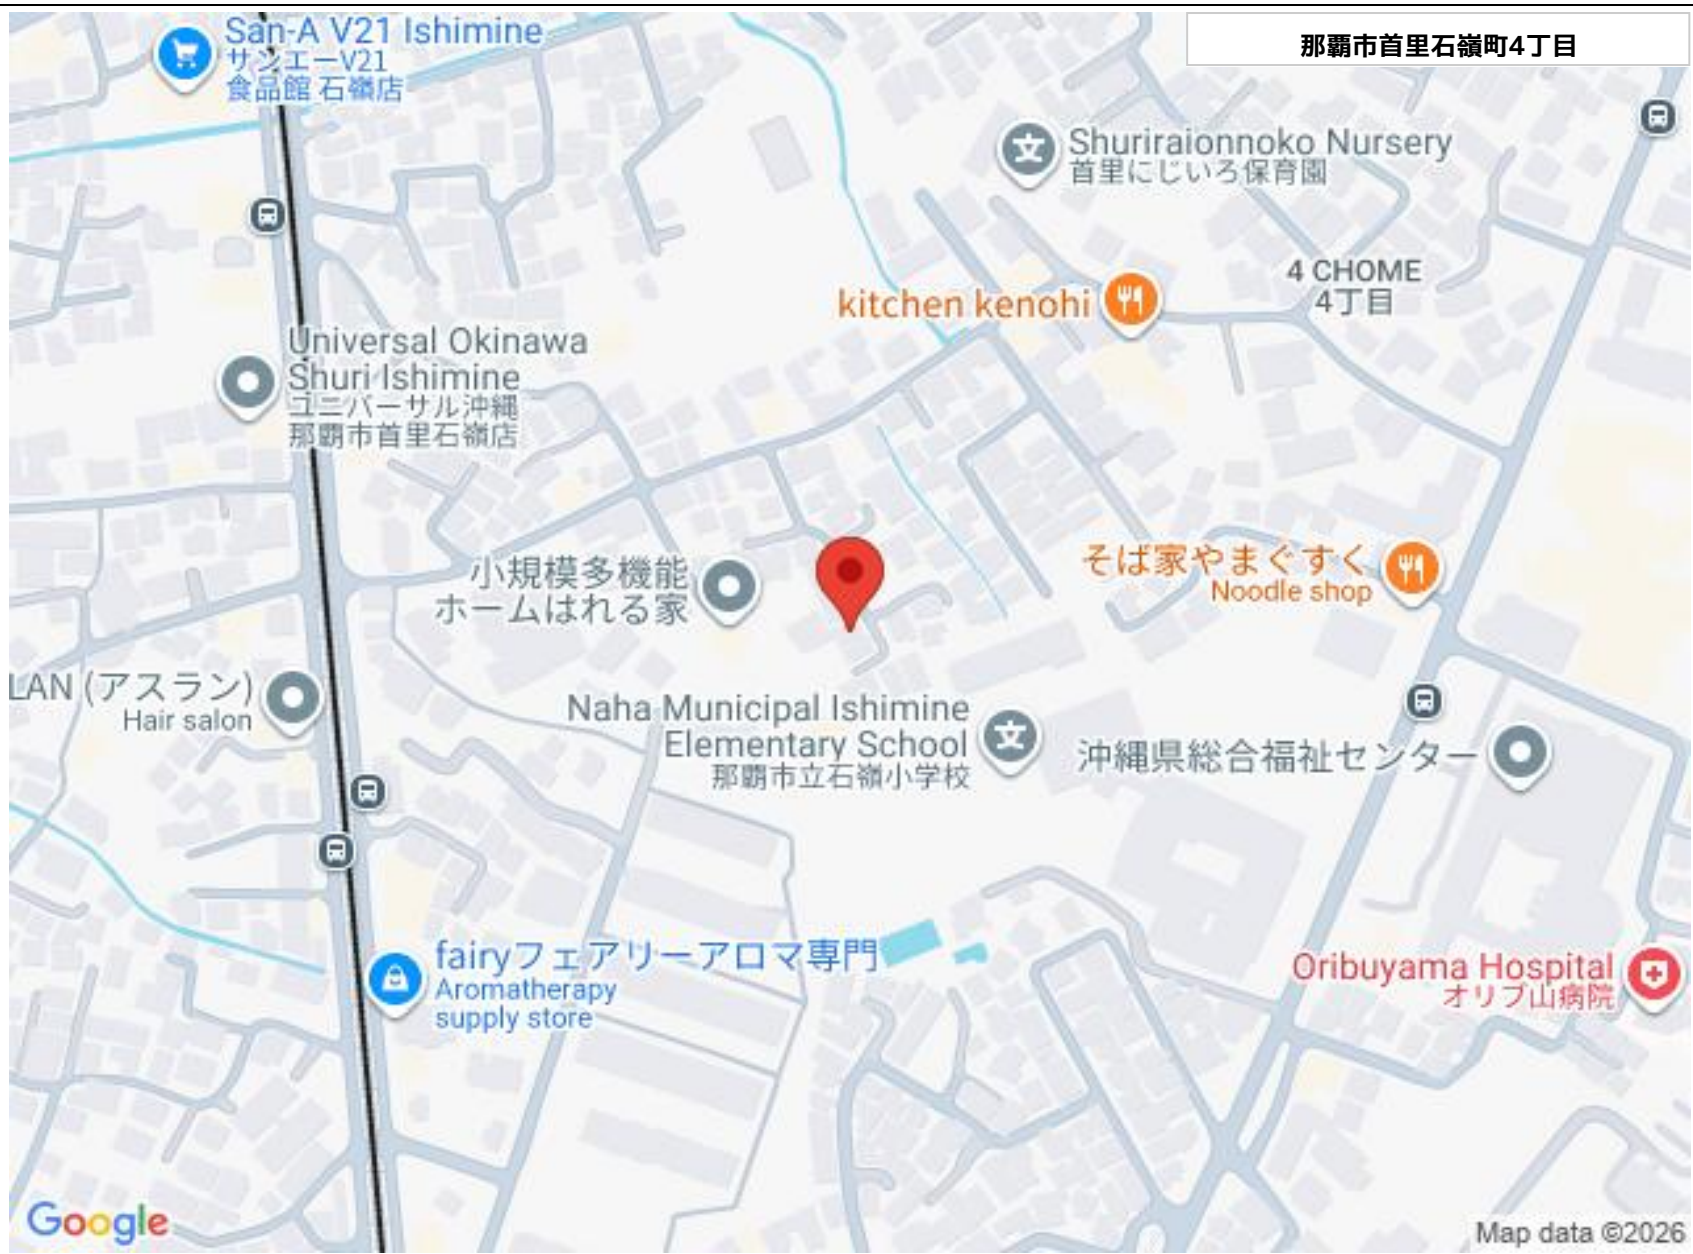 San-A V21 Ishimine
サンエーV21
食品館 石嶺店
那覇市首里石嶺町4丁目
Shuriraionnoko Nursery
首里にじいろ保育園
4 CHOME
4丁目
kitchen kenohi
Universal Okinawa
Shuri Ishimine
ユニバーサル沖縄
那覇市首里石嶺店
小規模多機能
ホームはれる家
そば家やまぐすく
Noodle shop
LAN (アスラン)
Hair salon
Naha Municipal Ishimine
Elementary School
那覇市立石嶺小学校
沖縄県総合福祉センター
fairyフェアリーアロマ専門
Aromatherapy
supply store
Oribuyama Hospital
オリブ山病院
Google
Map data ©2026